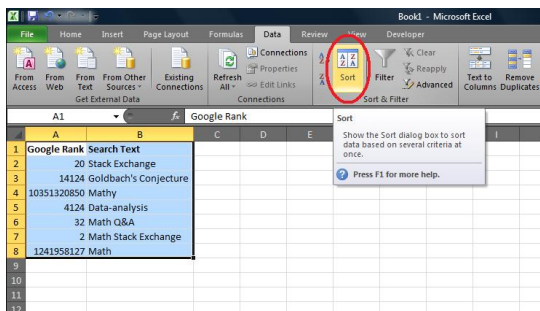 Book1 - Microsoft Excel
File Home Insert Page Layout Formulas Data Review View Developer
From Access
From Web
From Text
From Other Sources
Existing Connections
Get External Data
Refresh All
Connections
Properties
Edit Links
Connections
Sort
Filter
Clear
Reapply
Advanced
Sort & Filter
Text to Columns
Remove Duplicates
A1 fx Google Rank
A B C D E I
1 Google Rank Search Text
2 20 Stack Exchange
3 14124 Goldbach's Conjecture
4 10351320850 Mathy
5 4124 Data-analysis
6 32 Math Q&A
7 2 Math Stack Exchange
8 1241958127 Math
9
10
11
12
Sort
Show the Sort dialog box to sort
data based on several criteria at
once.
Press F1 for more help.